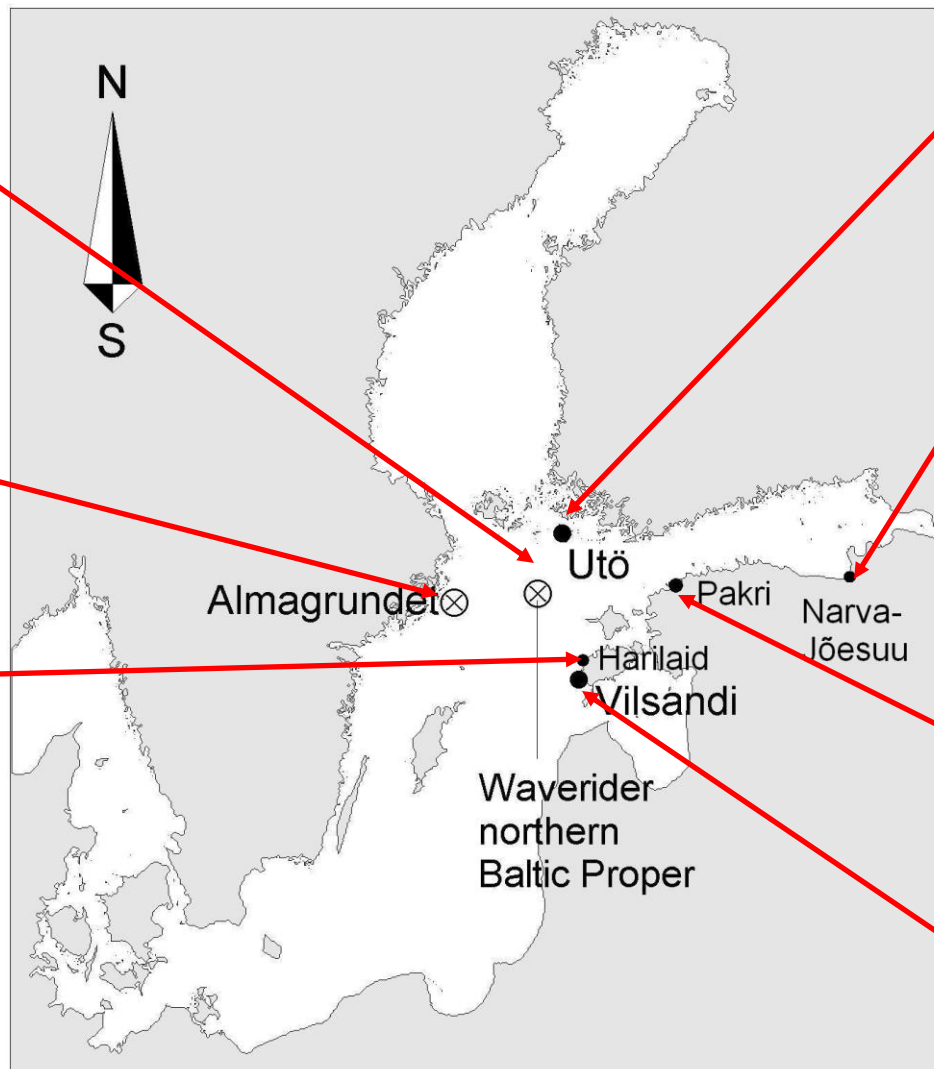 N
S
Utö
Almagrundet
Pakri
Narva-
Jõesuu
Harilaid
Vilsandi
Waverider
northern
Baltic Proper